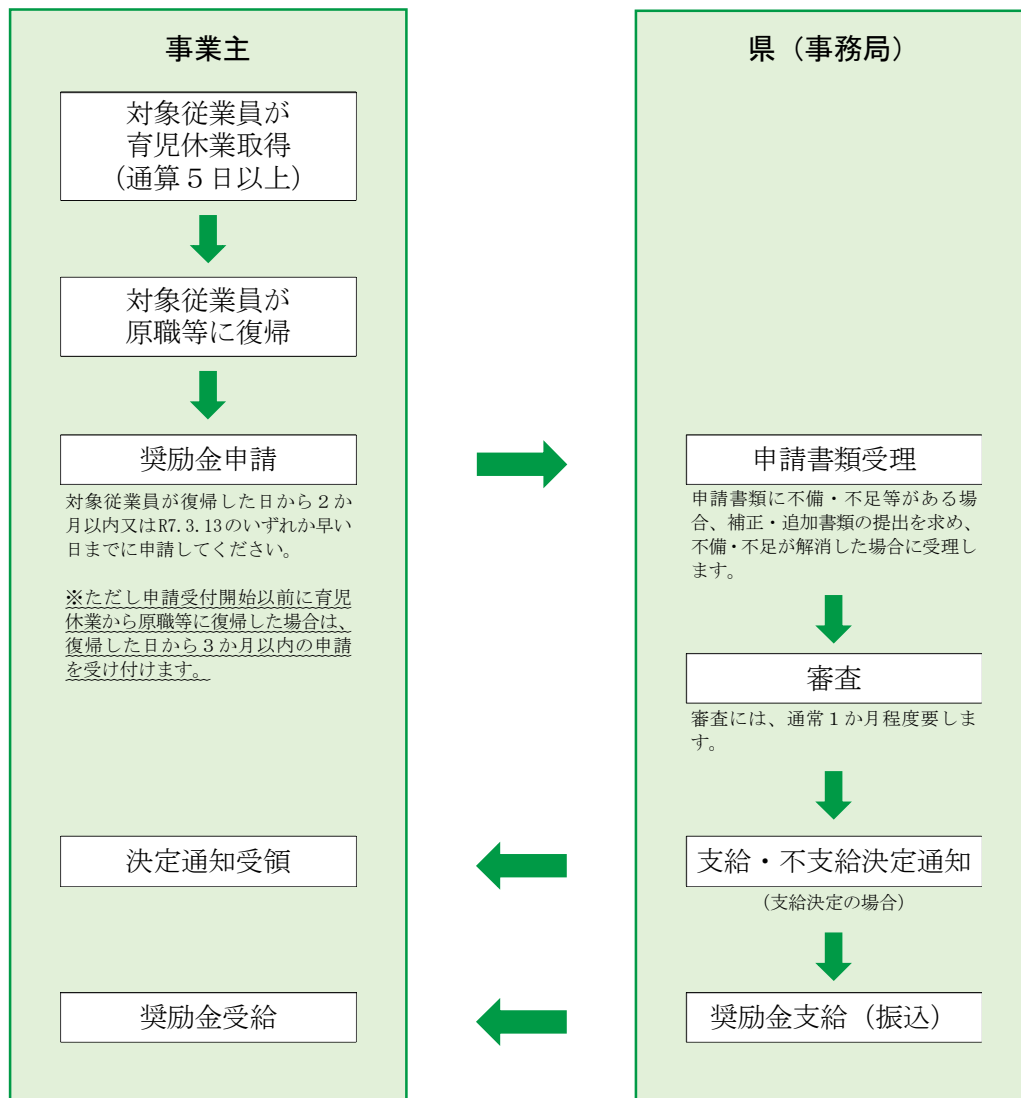 事業主
対象従業員が
育児休業取得
（通算５日以上）
対象従業員が
原職等に復帰
奨励金申請
対象従業員が復帰した日から２か
月以内又はR7.3.13のいずれか早い
日までに申請してください。
※ただし申請受付開始以前に育児
休業から原職等に復帰した場合は、
復帰した日から３か月以内の申請
を受け付けます。
決定通知受領
奨励金受給
県（事務局）
申請書類受理
申請書類に不備・不足等がある場
合、補正・追加書類の提出を求め、
不備・不足が解消した場合に受理し
ます。
審査
審査には、通常１か月程度要しま
す。
支給・不支給決定通知
（支給決定の場合）
奨励金支給（振込）